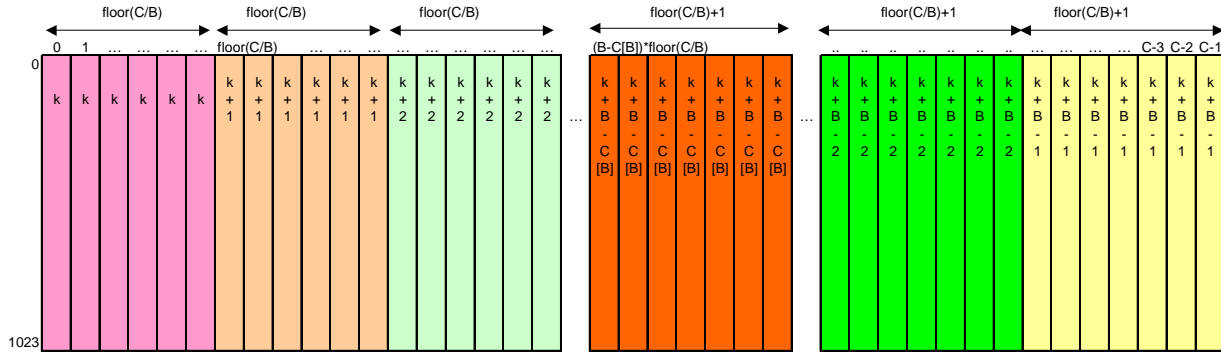 floor(C/B) floor(C/B) floor(C/B) floor(C/B)+1 floor(C/B)+1 floor(C/B)+1
0 1 … … … … floor(C/B) … … … … … … … … … (B-C[B])*floor(C/B) .. .. .. .. .. .. .. … … … … C-3 C-2 C-1
0
k k k k k k
k+1 k+1 k+1 k+1 k+1 k+1
k+2 k+2 k+2 k+2 k+2 k+2
…
k+B-C[B] k+B-C[B] k+B-C[B] k+B-C[B] k+B-C[B] k+B-C[B] k+B-C[B]
…
k+B-2 k+B-2 k+B-2 k+B-2 k+B-2 k+B-2 k+B-2
k+B-1 k+B-1 k+B-1 k+B-1 k+B-1 k+B-1 k+B-1
1023